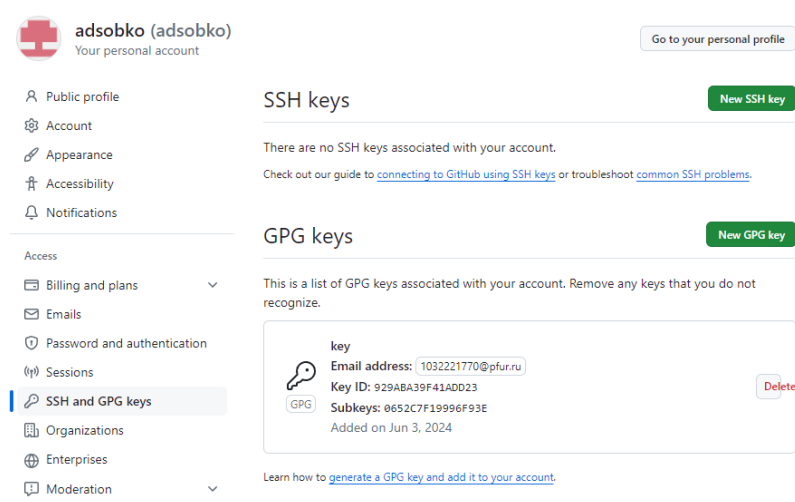 adsobko (adsobko)
Your personal account
Go to your personal profile
Public profile
Account
Appearance
Accessibility
Notifications
Access
Billing and plans
Emails
Password and authentication
Sessions
SSH and GPG keys
Organizations
Enterprises
Moderation
SSH keys
New SSH key
There are no SSH keys associated with your account.
Check out our guide to connecting to GitHub using SSH keys or troubleshoot common SSH problems.
GPG keys
New GPG key
This is a list of GPG keys associated with your account. Remove any keys that you do not
recognize.
key
Email address: 1032221770@pfur.ru
Key ID: 929ABA39F41ADD23
GPG
Subkeys: 0652C7F19996F93E
Added on Jun 3, 2024
Delete
Learn how to generate a GPG key and add it to your account.